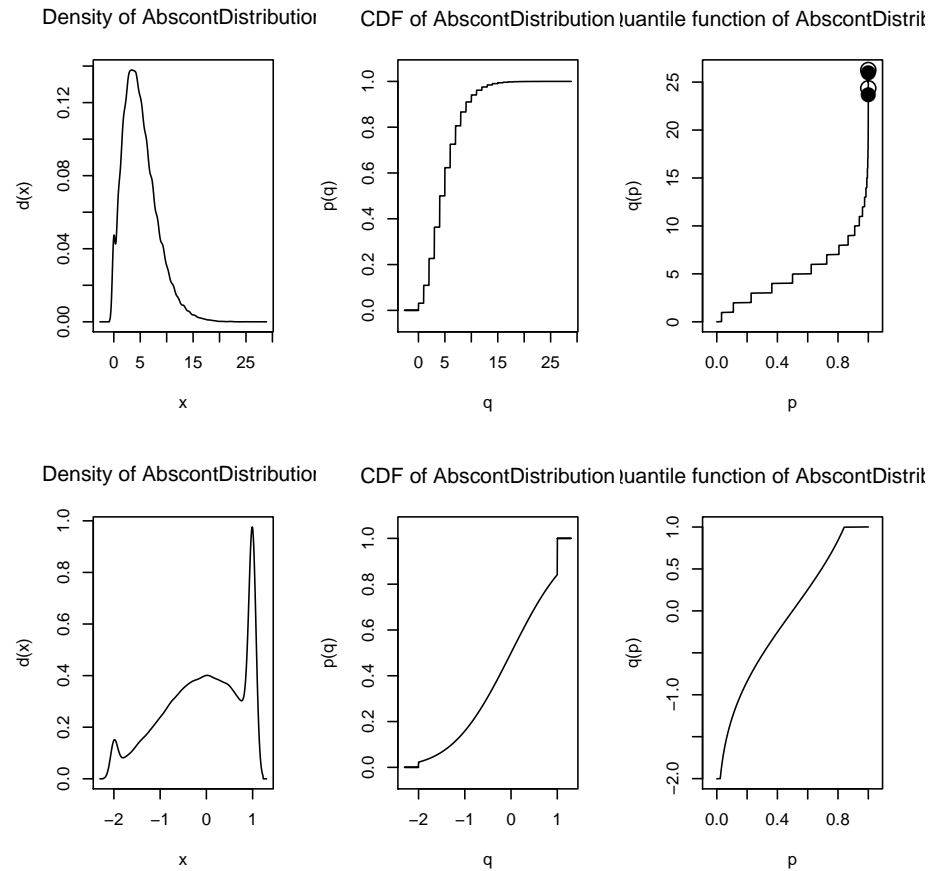 Density of AbscontDistribution
CDF of AbscontDistribution
Quantile function of AbscontDistrib
d(x)
0.00
0.04
0.08
0.12
0 5 15 25
x
p(q)
0.0
0.2
0.4
0.6
0.8
1.0
0 5 15 25
q
q(p)
0
5
10
15
20
25
0.0 0.4 0.8
p
Density of AbscontDistribution
CDF of AbscontDistribution
Quantile function of AbscontDistrib
d(x)
0.0
0.2
0.4
0.6
0.8
1.0
−2 −1 0 1
x
p(q)
0.0
0.2
0.4
0.6
0.8
1.0
−2 −1 0 1
q
q(p)
−2.0
−1.0
0.0
0.5
1.0
0.0 0.4 0.8
p